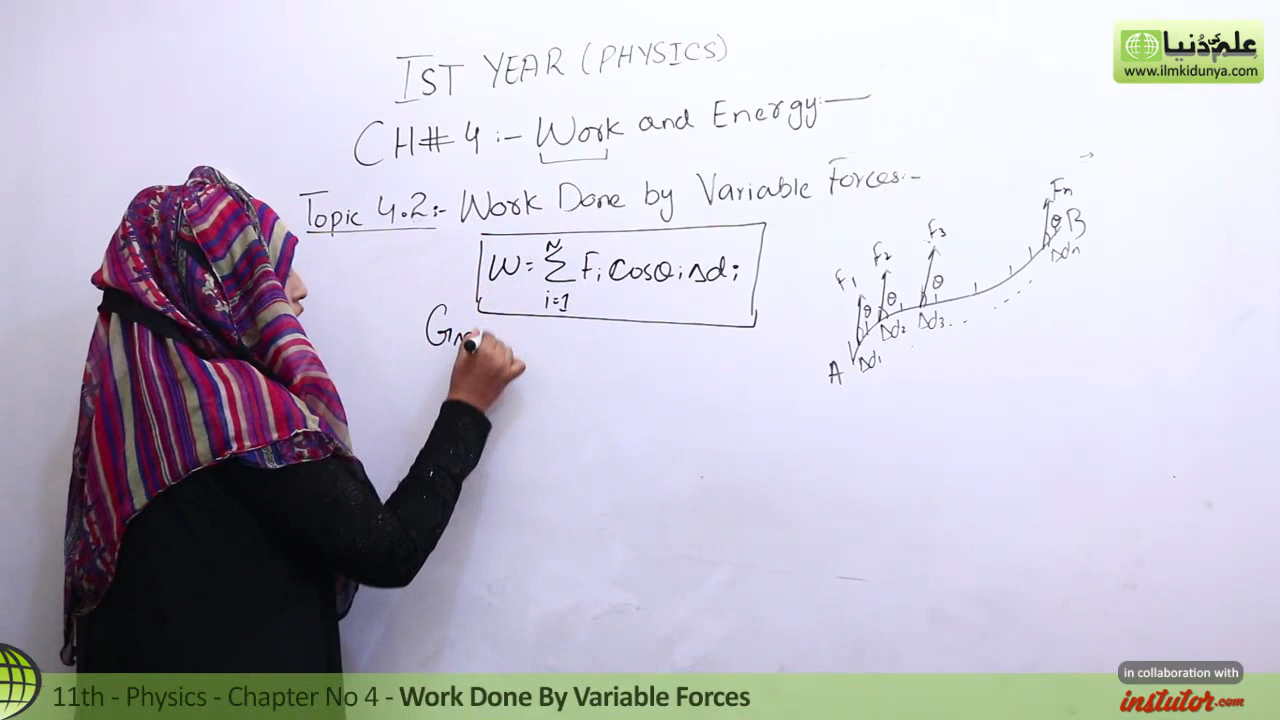 IST YEAR (PHYSICS)
CH# 4 :- Work and Energy:-
Topic 4.2:- Work Done by Variable Forces:-
W = N Σ i=1 Fi Cosθi Δdi
F1 F2 F3 Fn
θ θ θ θ B
A Δd1 Δd2 Δd3 Δdn
علم کی دنیا
www.ilmkidunya.com
11th - Physics - Chapter No 4 - Work Done By Variable Forces
in collaboration with
instutor.com